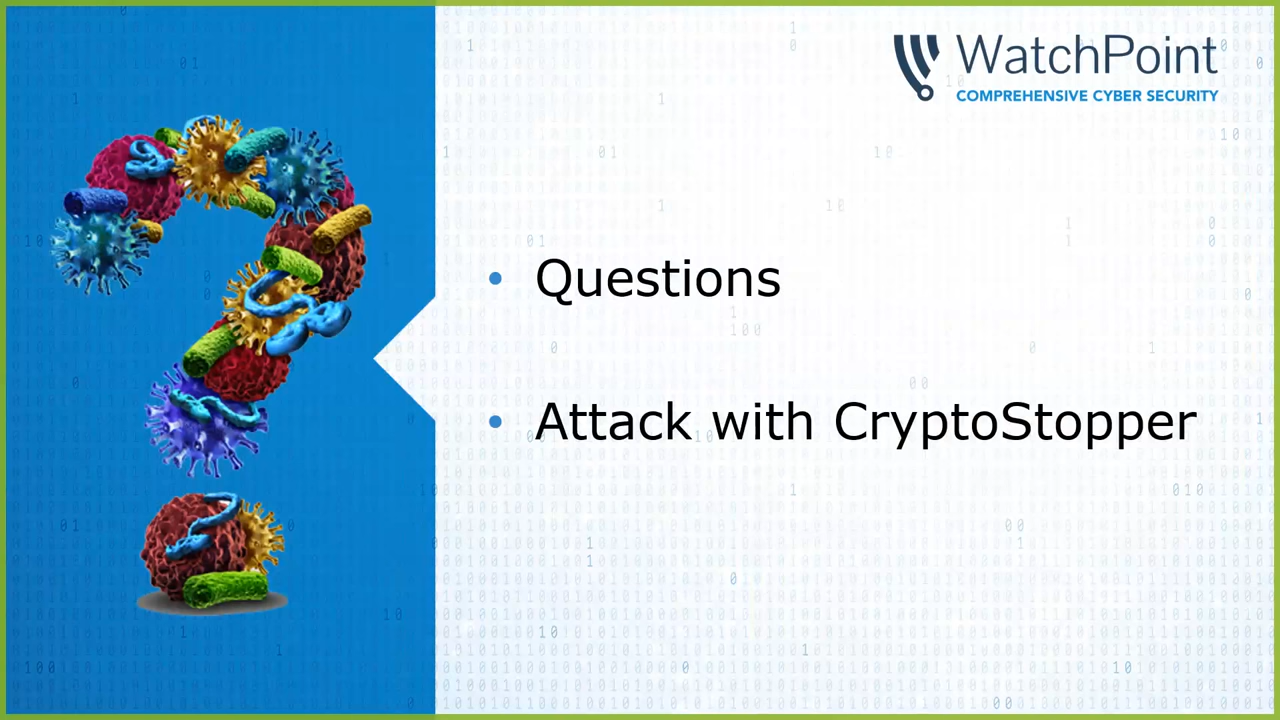 WatchPoint
COMPREHENSIVE CYBER SECURITY
• Questions
• Attack with CryptoStopper